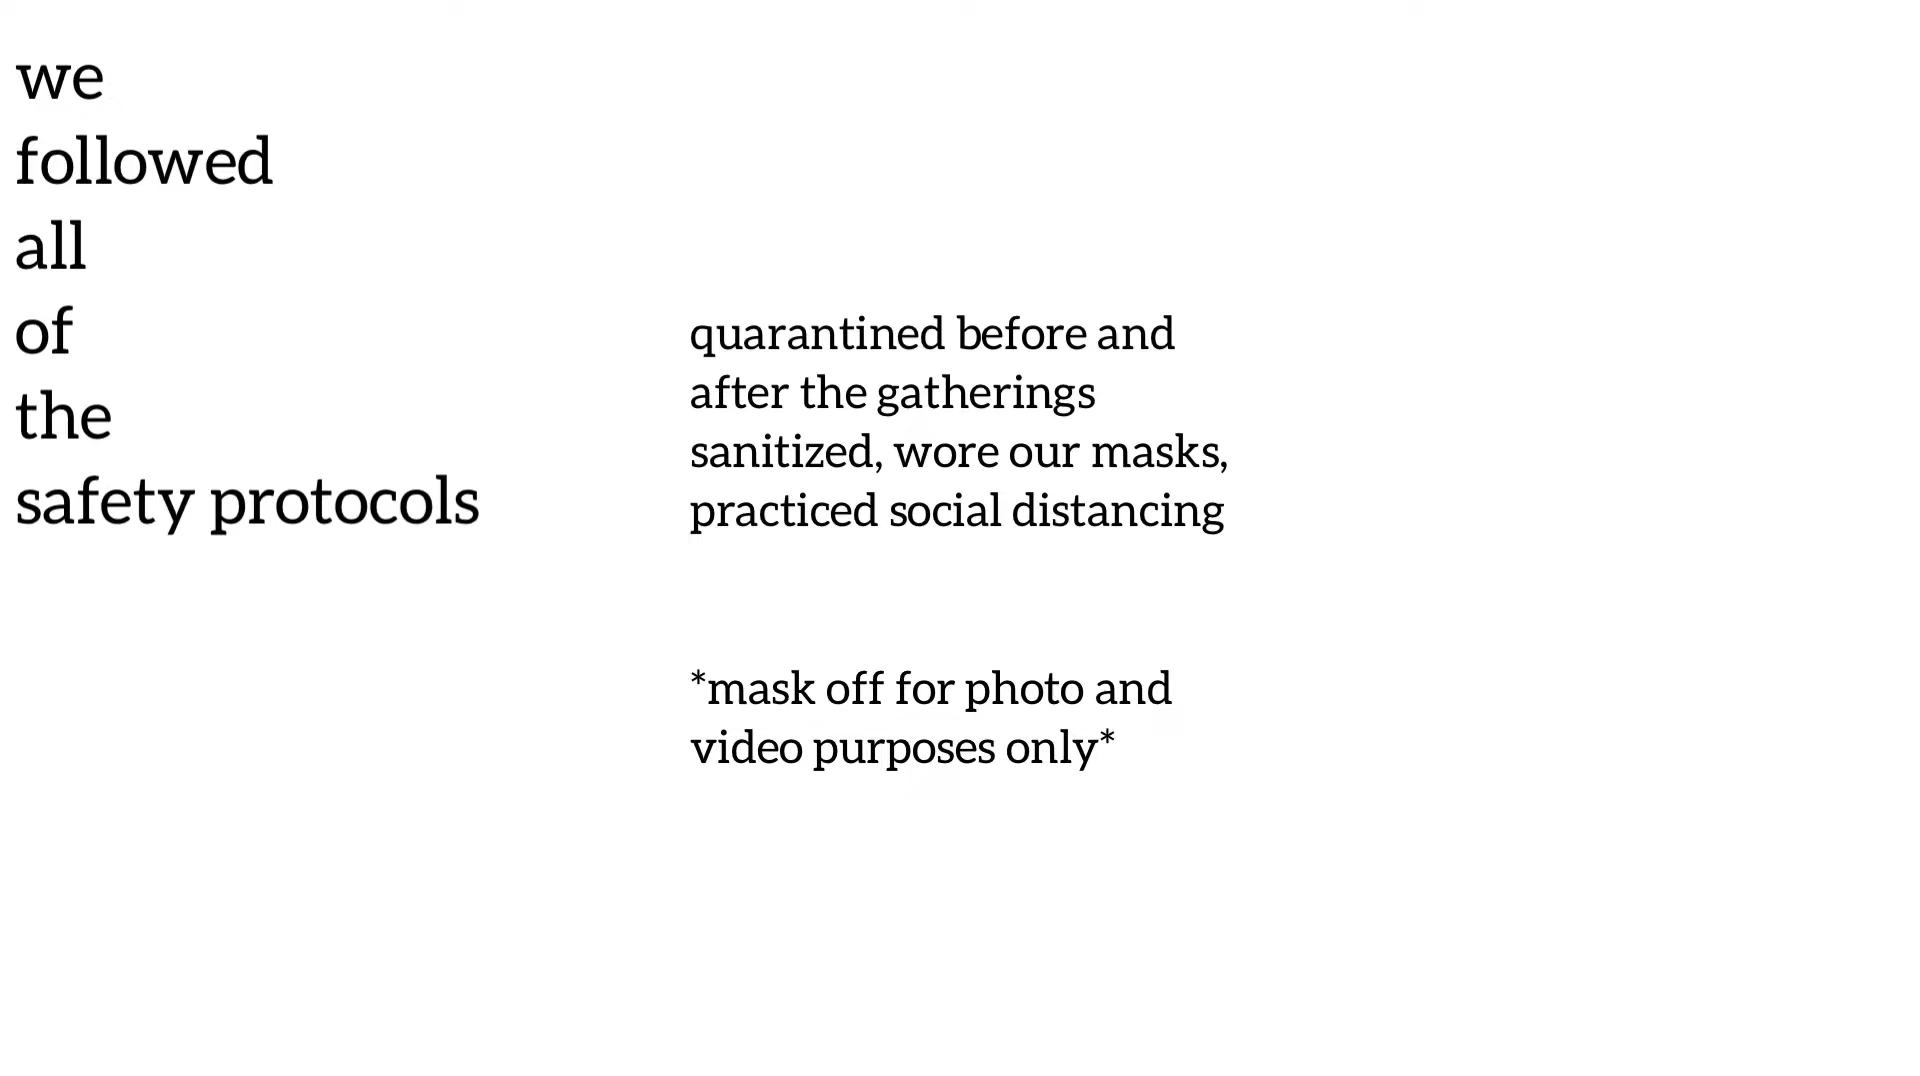 we
followed
all
of
the
safety protocols
quarantined before and
after the gatherings
sanitized, wore our masks,
practiced social distancing
*mask off for photo and
video purposes only*